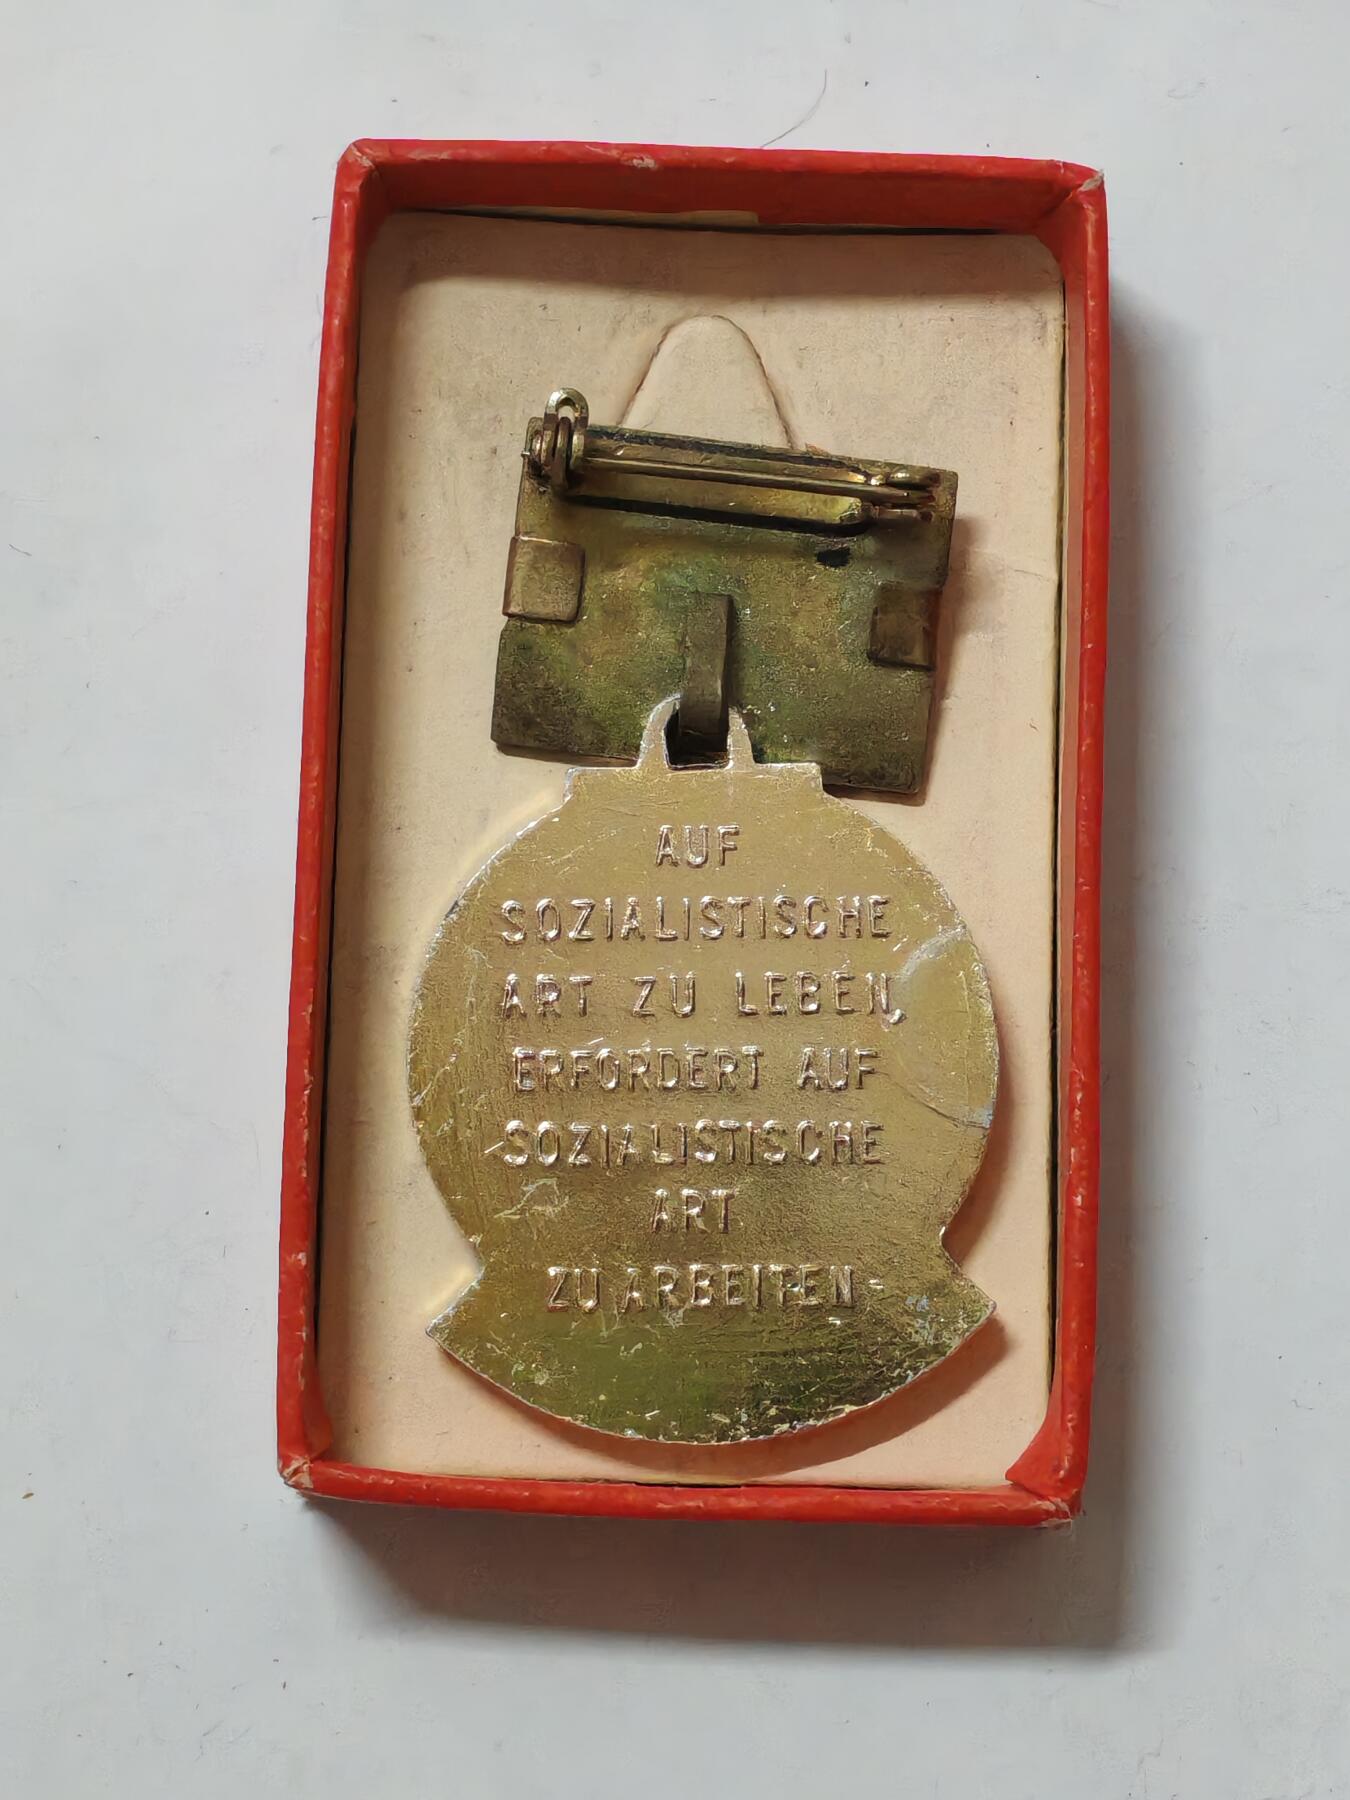 AUF
SOZIALISTISCHE
ART ZU LEBEN,
ERFORDERT AUF
SOZIALISTISCHE
ART
ZU ARBEITEN-